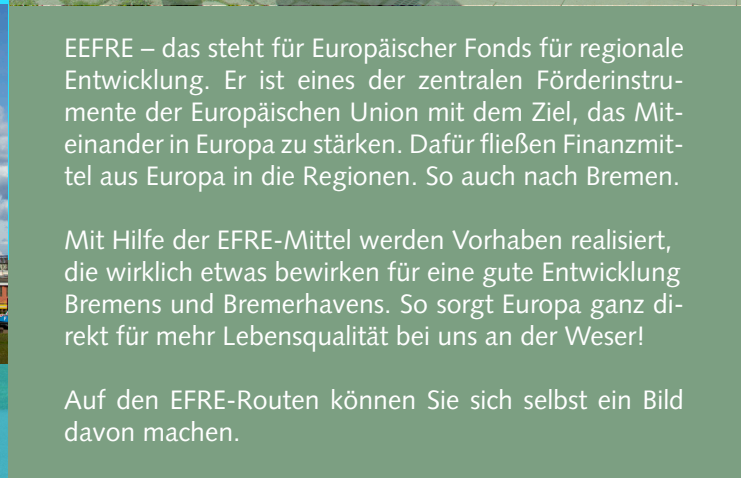 EEFRE – das steht für Europäischer Fonds für regionale
Entwicklung. Er ist eines der zentralen Förderinstru-
mente der Europäischen Union mit dem Ziel, das Mit-
einander in Europa zu stärken. Dafür fließen Finanzmit-
tel aus Europa in die Regionen. So auch nach Bremen.

Mit Hilfe der EFRE-Mittel werden Vorhaben realisiert,
die wirklich etwas bewirken für eine gute Entwicklung
Bremens und Bremerhavens. So sorgt Europa ganz di-
rekt für mehr Lebensqualität bei uns an der Weser!

Auf den EFRE-Routen können Sie sich selbst ein Bild
davon machen.